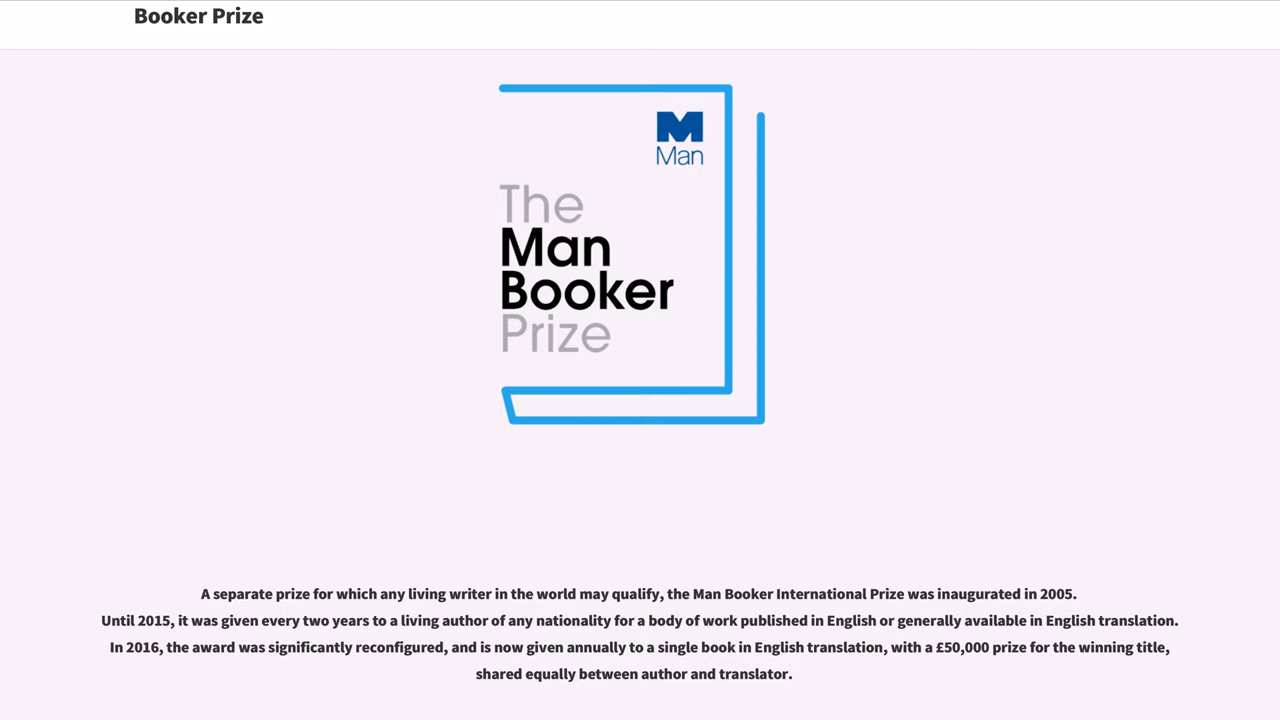 Booker Prize
M
Man
The
Man
Booker
Prize
A separate prize for which any living writer in the world may qualify, the Man Booker International Prize was inaugurated in 2005.
Until 2015, it was given every two years to a living author of any nationality for a body of work published in English or generally available in English translation.
In 2016, the award was significantly reconfigured, and is now given annually to a single book in English translation, with a £50,000 prize for the winning title,
shared equally between author and translator.